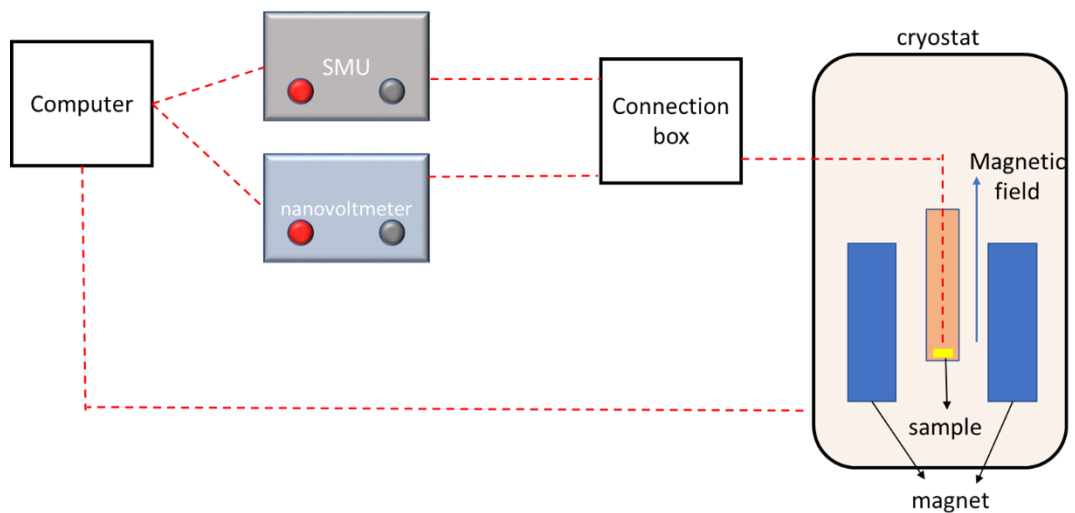 cryostat
SMU
Computer
Connection
box
Magnetic
field
nanovoltmeter
sample
magnet